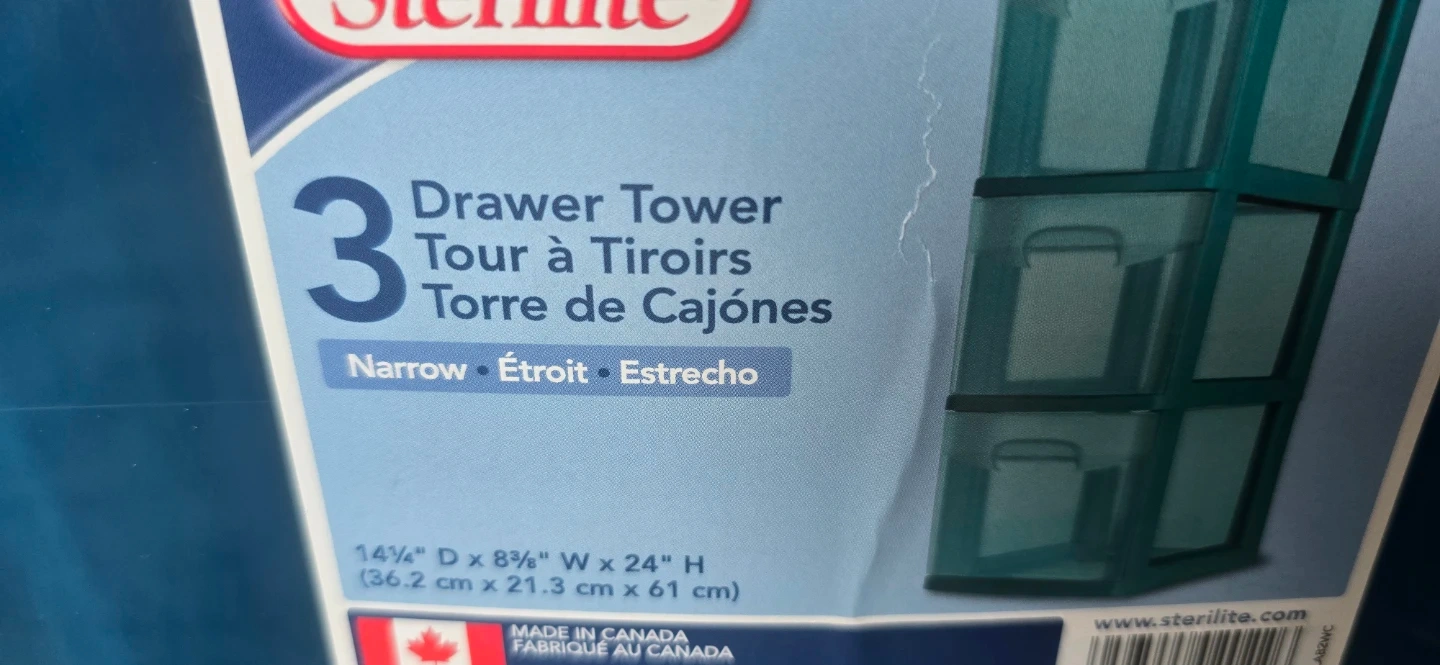 Sterilite
3
Drawer Tower
Tour à Tiroirs
Torre de Cajónes
Narrow • Étroit • Estrecho
14¼" D x 8⅜" W x 24" H
(36.2 cm x 21.3 cm x 61 cm)
MADE IN CANADA
FABRIQUÉ AU CANADA
www.sterilite.com